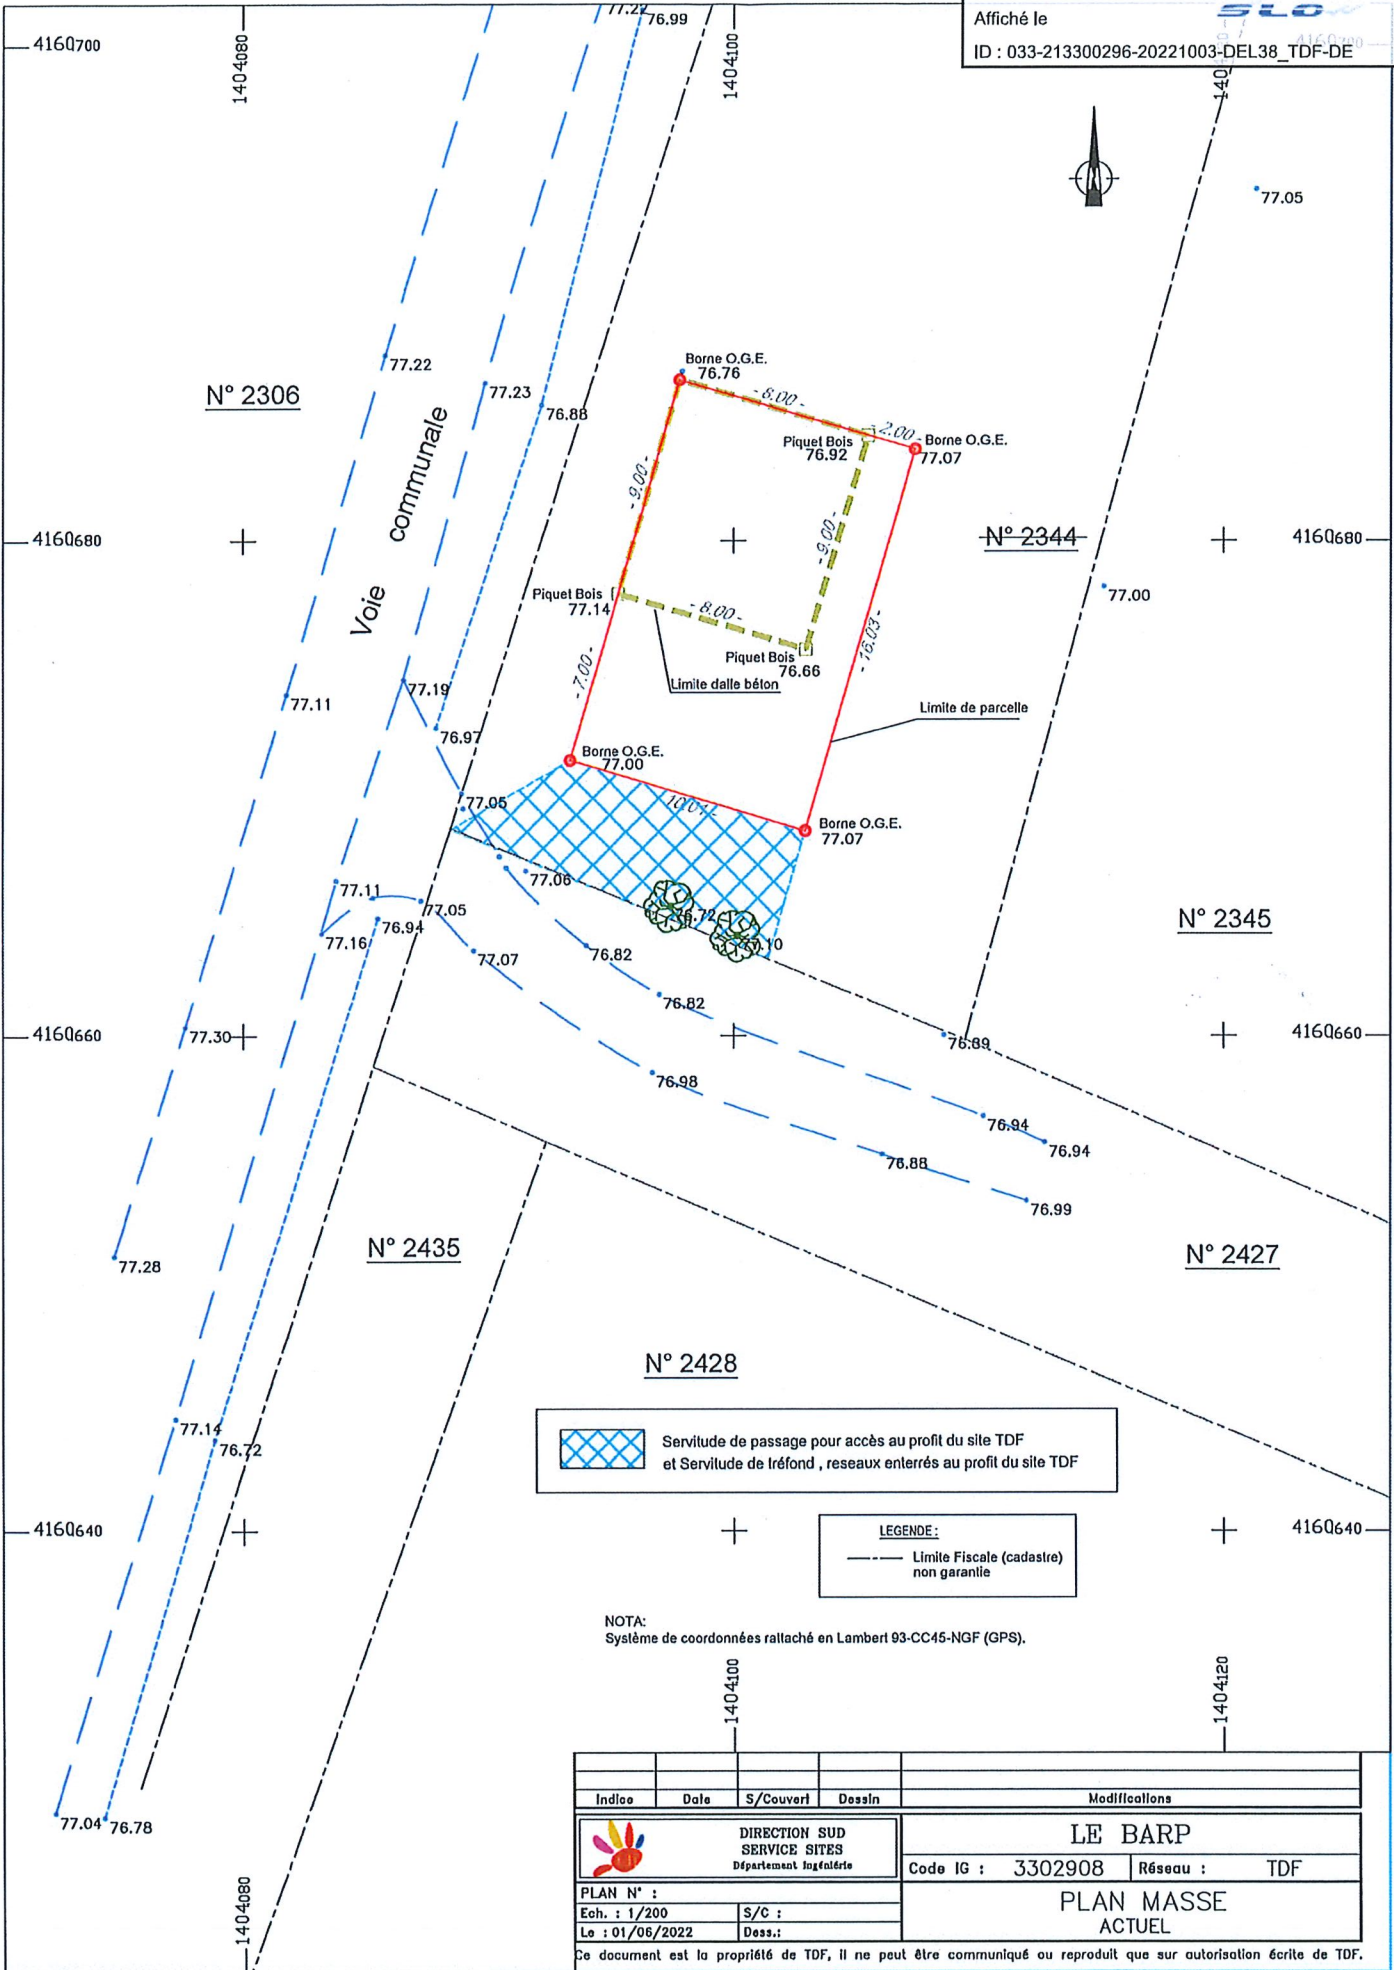 Affiché le
SLO
ID : 033-213300296-20221003-DEL38_TDF-DE
4160700
1404080
1404100
77.22
76.99
77.05
77.22
77.23
76.88
N° 2306
Voie communale
Borne O.G.E.
76.76
- 8.00 -
- 2.00 -
Piquet Bois
76.92
Borne O.G.E.
77.07
- 9.00 -
- 9.00 -
4160680
N° 2344
4160680
77.00
Piquet Bois
77.14
- 8.00 -
- 16.03 -
Piquet Bois
76.66
- 7.00 -
Limite dalle béton
Limite de parcelle
77.19
77.11
76.97
Borne O.G.E.
77.00
10.01 -
77.05
Borne O.G.E.
77.07
77.06
77.11
77.05
76.94
77.16
76.72
77.10
77.07
76.82
76.82
N° 2345
4160660
77.30
76.89
4160660
76.98
76.94
76.94
76.88
76.99
77.28
N° 2435
N° 2427
N° 2428
77.14
76.72
Servitude de passage pour accès au profit du site TDF
et Servitude de tréfond , reseaux enterrés au profit du site TDF
4160640
4160640
LEGENDE :
Limite Fiscale (cadastre)
non garantie
NOTA:
Système de coordonnées rattaché en Lambert 93-CC45-NGF (GPS).
1404100
1404120
77.04
76.78
1404080
Indice Date S/Couvert Dessin Modifications
DIRECTION SUD
SERVICE SITES
Département Ingéniérie
LE BARP
Code IG : 3302908 Réseau : TDF
PLAN N° :
Ech. : 1/200 S/C :
Le : 01/06/2022 Dess.:
PLAN MASSE
ACTUEL
Ce document est la propriété de TDF, il ne peut être communiqué ou reproduit que sur autorisation écrite de TDF.